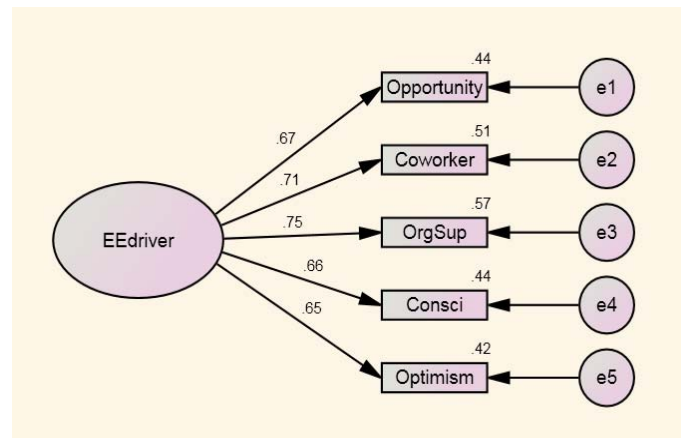 .44
Opportunity
e1
.67
.51
Coworker
e2
.71
.57
OrgSup
e3
.75
EEdriver
.66
.44
Consci
e4
.65
.42
Optimism
e5